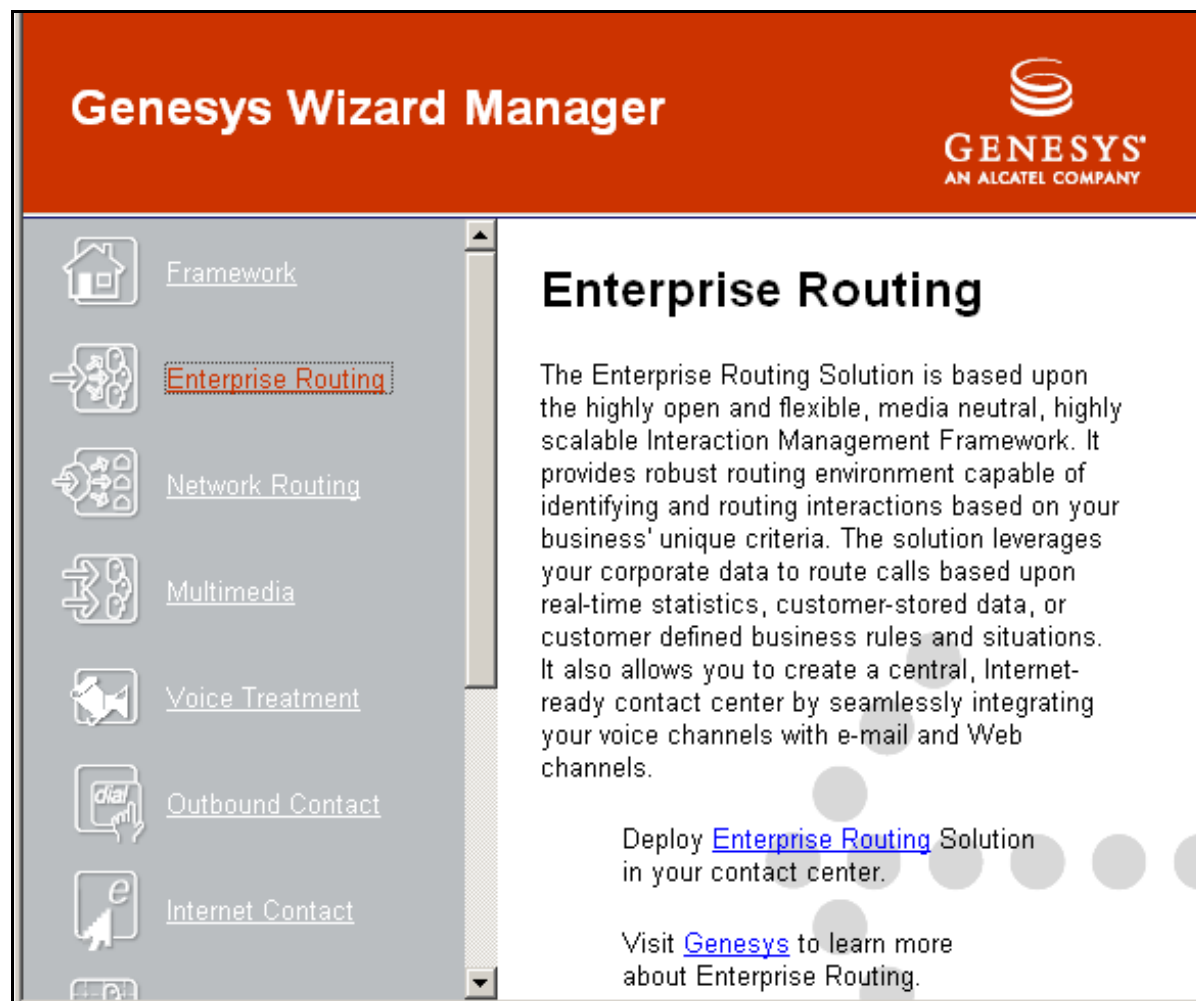 Genesys Wizard Manager
GENESYS
AN ALCATEL COMPANY
Framework
Enterprise Routing
Network Routing
Multimedia
Voice Treatment
dial
Outbound Contact
e
Internet Contact
Enterprise Routing
The Enterprise Routing Solution is based upon
the highly open and flexible, media neutral, highly
scalable Interaction Management Framework. It
provides robust routing environment capable of
identifying and routing interactions based on your
business' unique criteria. The solution leverages
your corporate data to route calls based upon
real-time statistics, customer-stored data, or
customer defined business rules and situations.
It also allows you to create a central, Internet-
ready contact center by seamlessly integrating
your voice channels with e-mail and Web
channels.
Deploy Enterprise Routing Solution
in your contact center.
Visit Genesys to learn more
about Enterprise Routing.